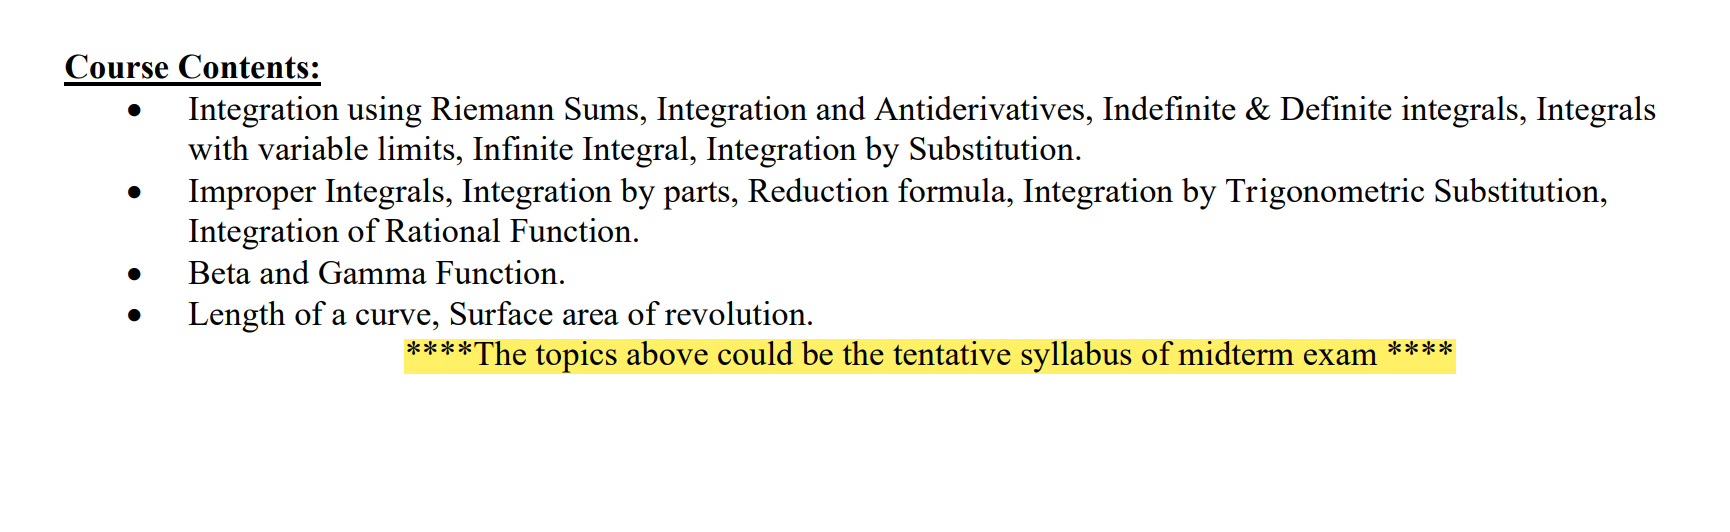 Course Contents:
• Integration using Riemann Sums, Integration and Antiderivatives, Indefinite & Definite integrals, Integrals
with variable limits, Infinite Integral, Integration by Substitution.
• Improper Integrals, Integration by parts, Reduction formula, Integration by Trigonometric Substitution,
Integration of Rational Function.
• Beta and Gamma Function.
• Length of a curve, Surface area of revolution.
****The topics above could be the tentative syllabus of midterm exam ****